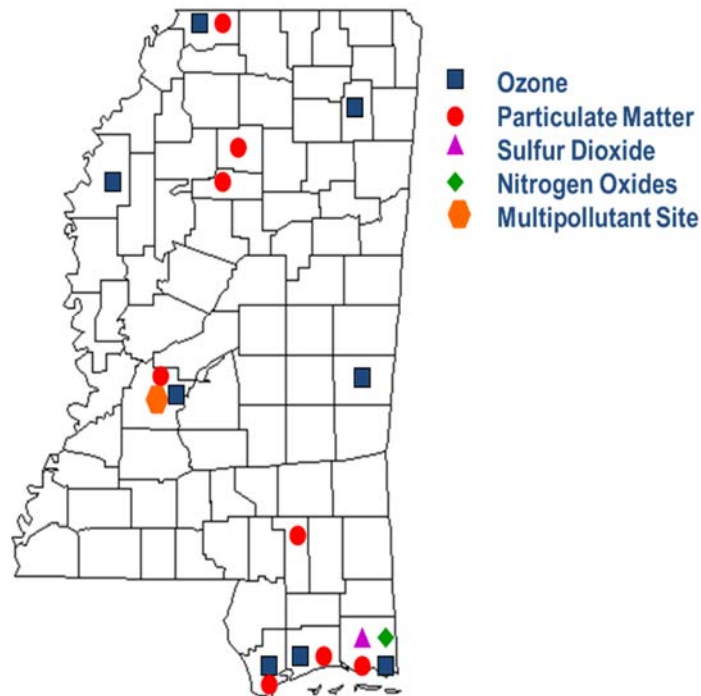 Ozone
Particulate Matter
Sulfur Dioxide
Nitrogen Oxides
Multipollutant Site